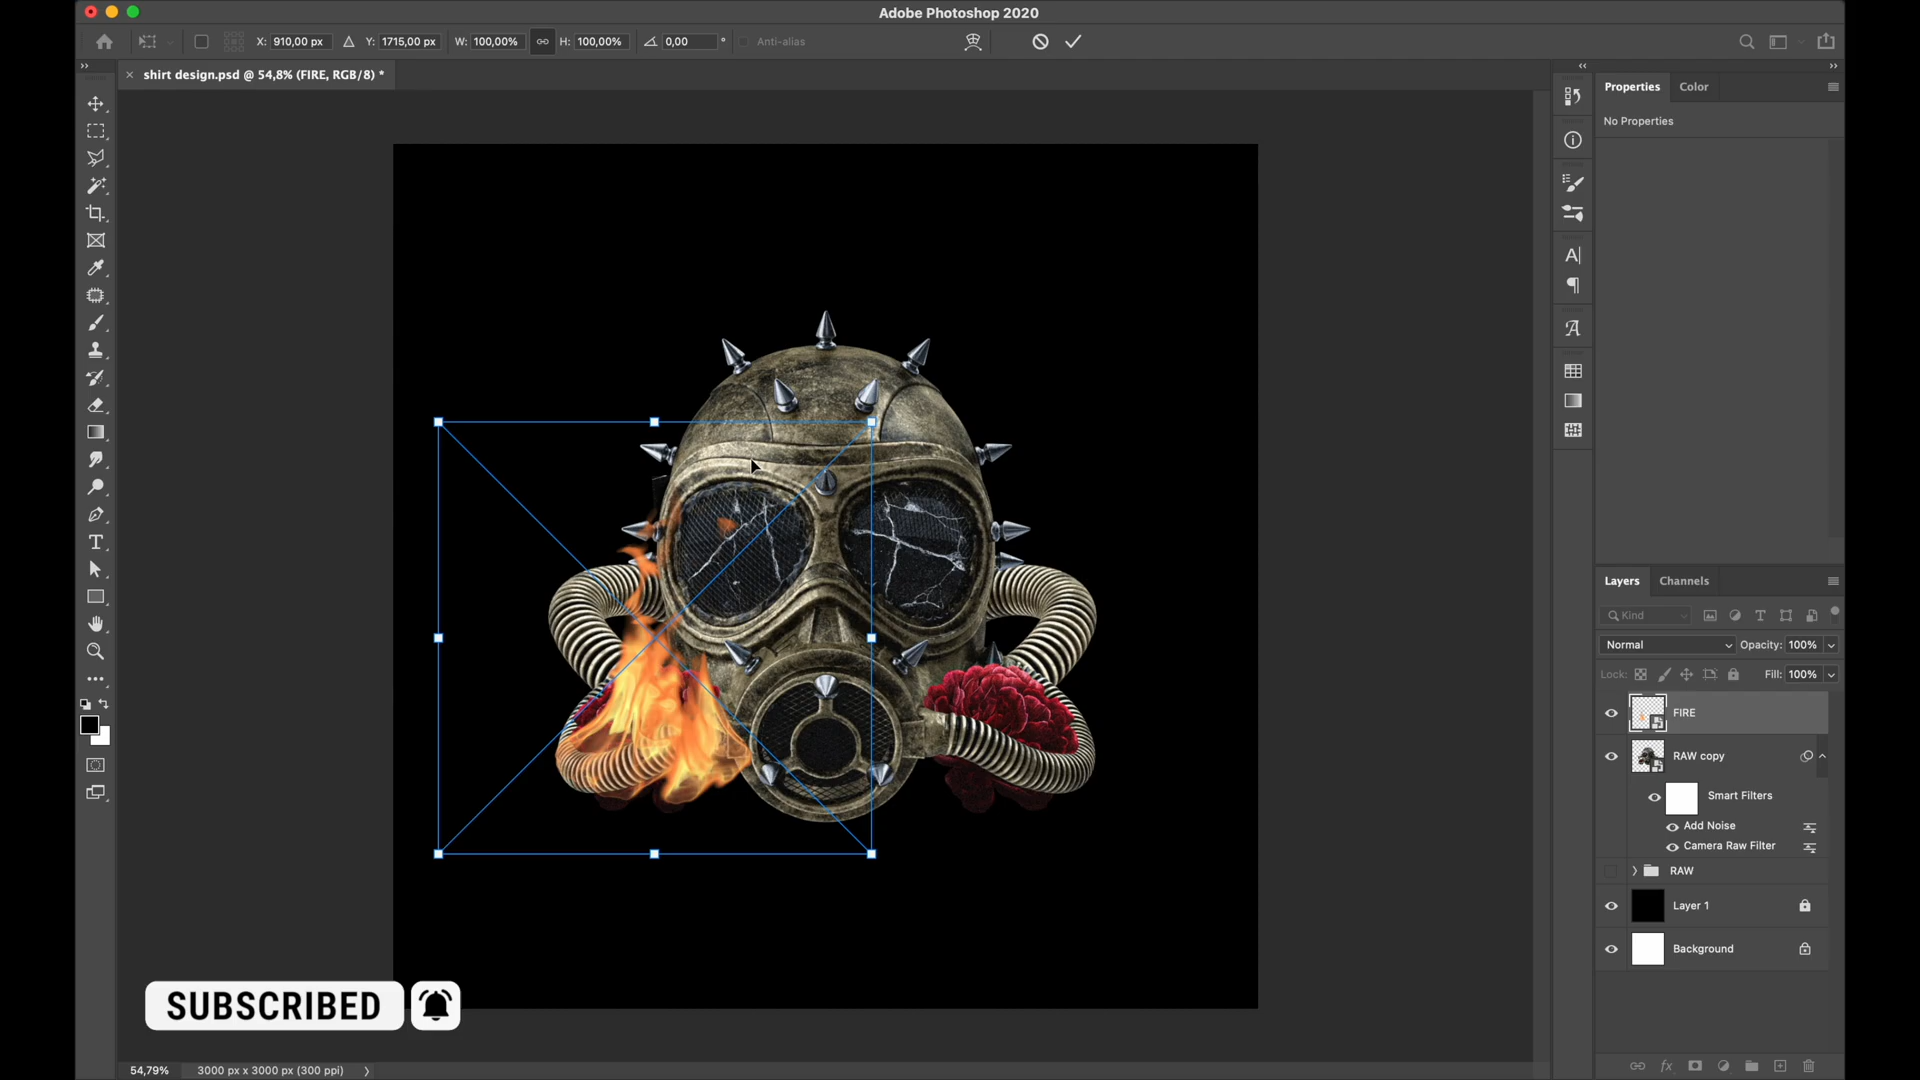 Adobe Photoshop 2020
X: 910,00 px Y: 1715,00 px W: 100,00% H: 100,00% 0,00 ° Anti-alias
shirt design.psd @ 54,8% (FIRE, RGB/8) *
Properties Color
No Properties
Layers Channels
Kind
Normal Opacity: 100%
Lock: Fill: 100%
FIRE
RAW copy
Smart Filters
Add Noise
Camera Raw Filter
RAW
Layer 1
Background
SUBSCRIBED
54,79% 3000 px x 3000 px (300 ppi)